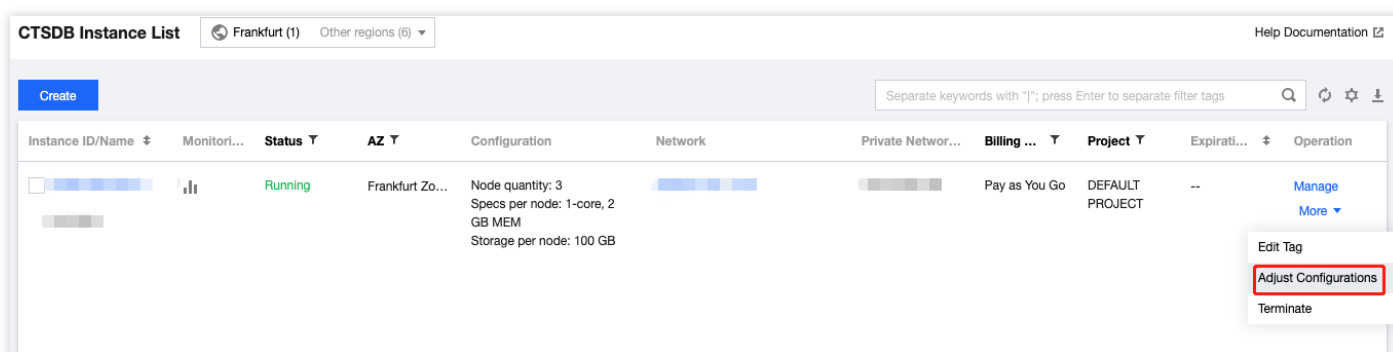 CTSDB Instance List
Frankfurt (1) Other regions (6)
Help Documentation
Create
Separate keywords with "|"; press Enter to separate filter tags
Instance ID/Name Monitori... Status AZ Configuration Network Private Networ... Billing ... Project Expirati... Operation
Running Frankfurt Zo... Node quantity: 3 Pay as You Go DEFAULT -- Manage
Specs per node: 1-core, 2 PROJECT
GB MEM More
Storage per node: 100 GB
Edit Tag
Adjust Configurations
Terminate